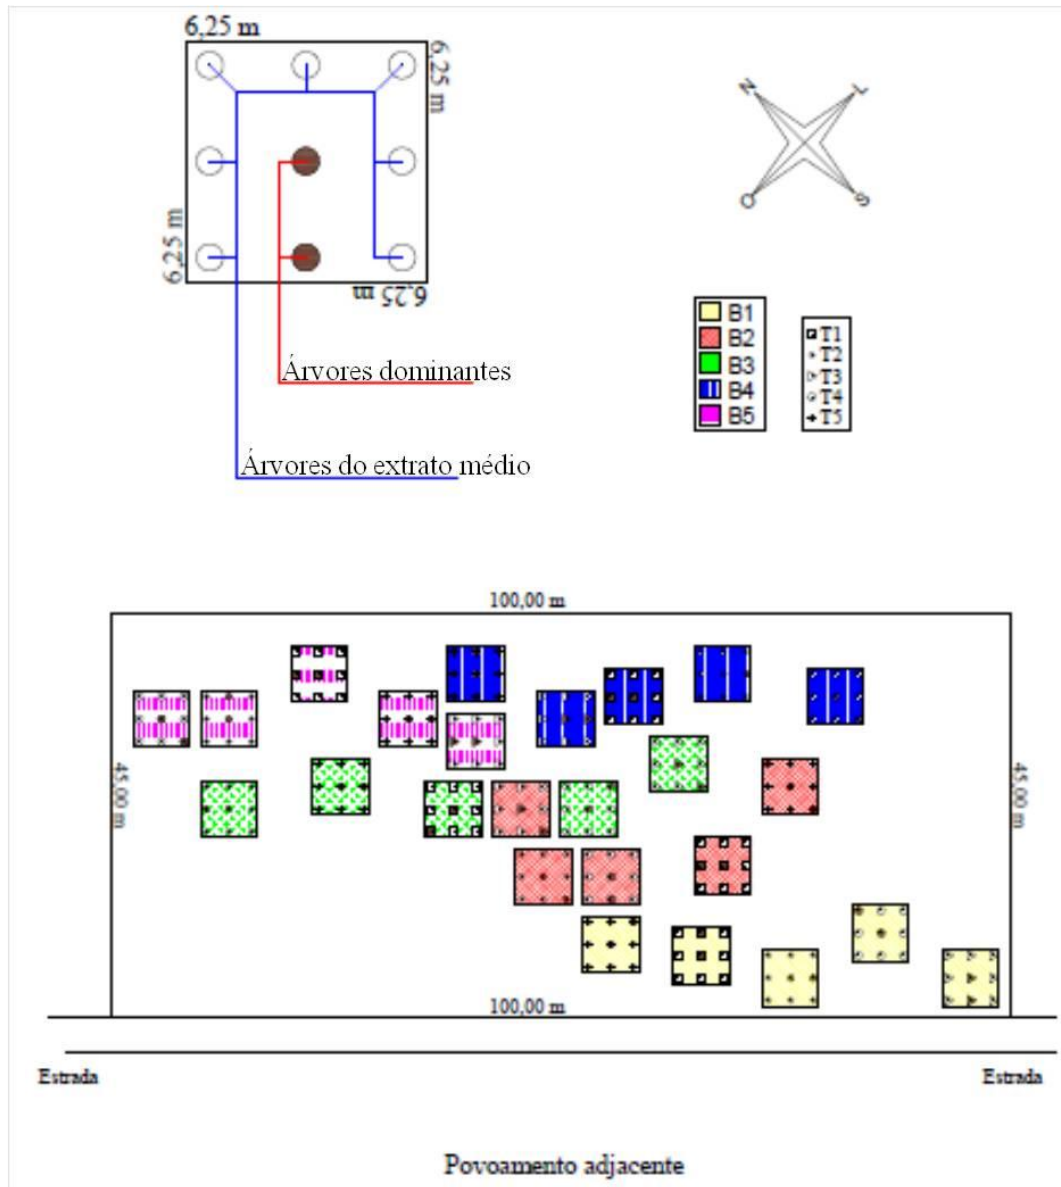 6,25 m
6,25 m
6,25 m
6,25 m
N
L
O
S
B1
B2
B3
B4
B5
T1
T2
T3
T4
T5
Árvores dominantes
Árvores do extrato médio
100,00 m
45,00 m
45,00 m
100,00 m
Estrada
Estrada
Povoamento adjacente